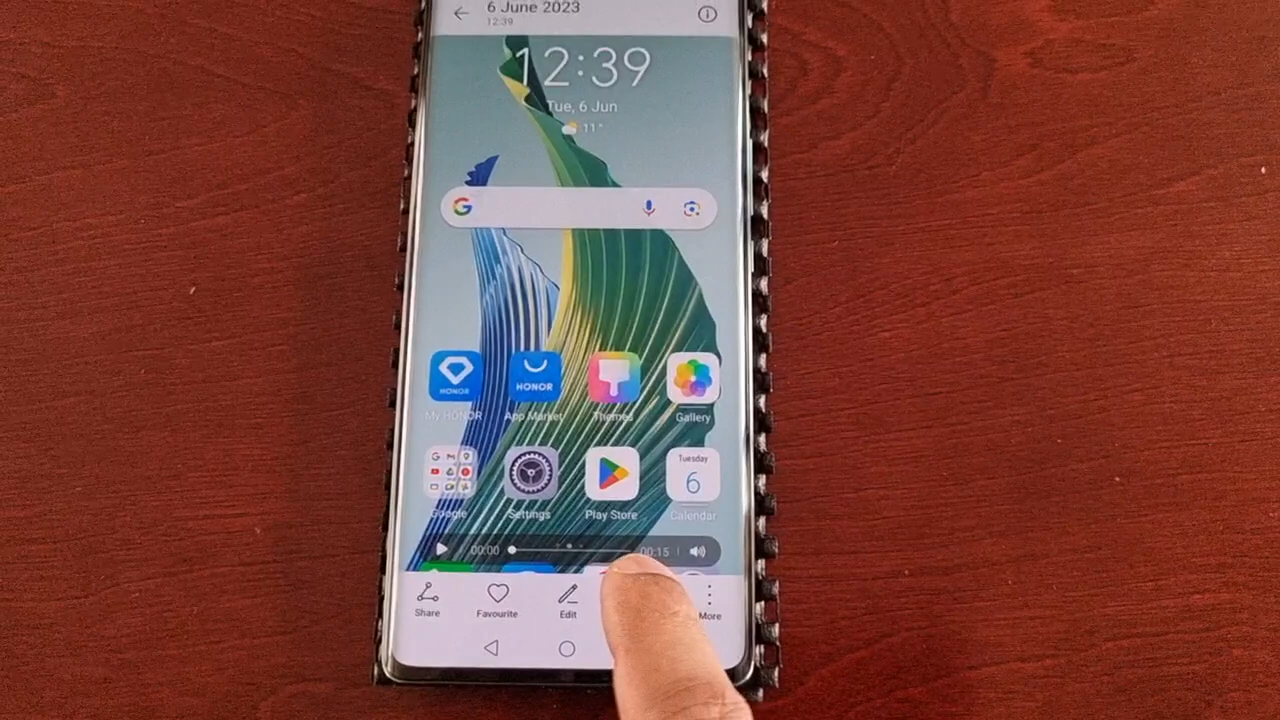 6 June 2023
12:39
12:39
Tue, 6 Jun
11°
G
HONOR
HONOR
My HONOR
App Market
Themes
Gallery
Tuesday
6
Google
Settings
Play Store
Calendar
00:00
00:15
Share
Favourite
Edit
More